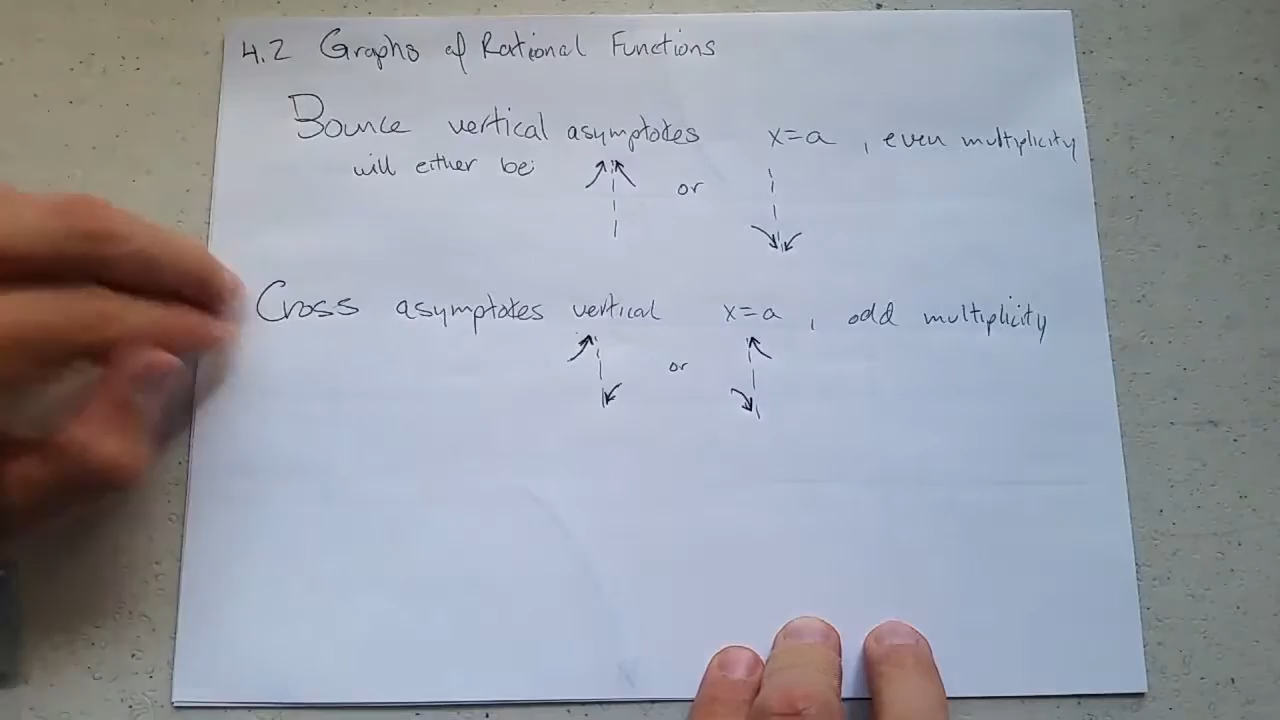 4.2 Graphs of Rational Functions
Bounce vertical asymptotes x=a , even multiplicity
will either be:
or
Cross asymptotes vertical x=a , odd multiplicity
or